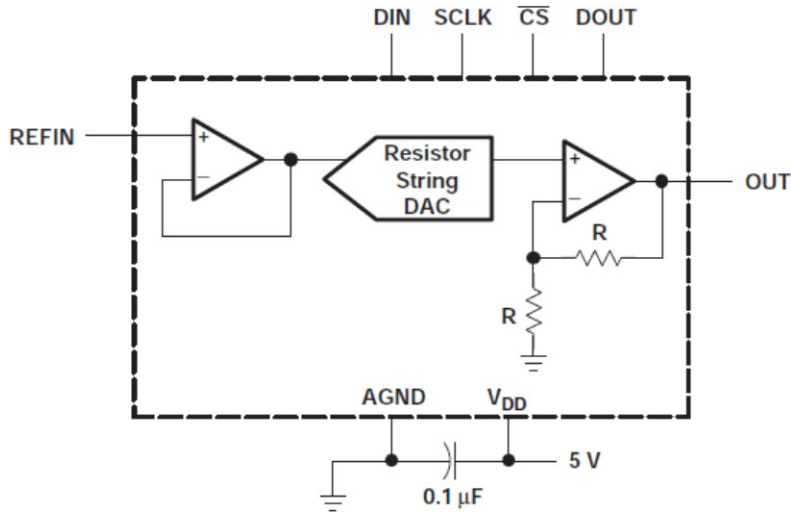 DIN SCLK CS DOUT
REFIN
+
−
Resistor
String
DAC
+
−
OUT
R
R
AGND VDD
5 V
0.1 μF